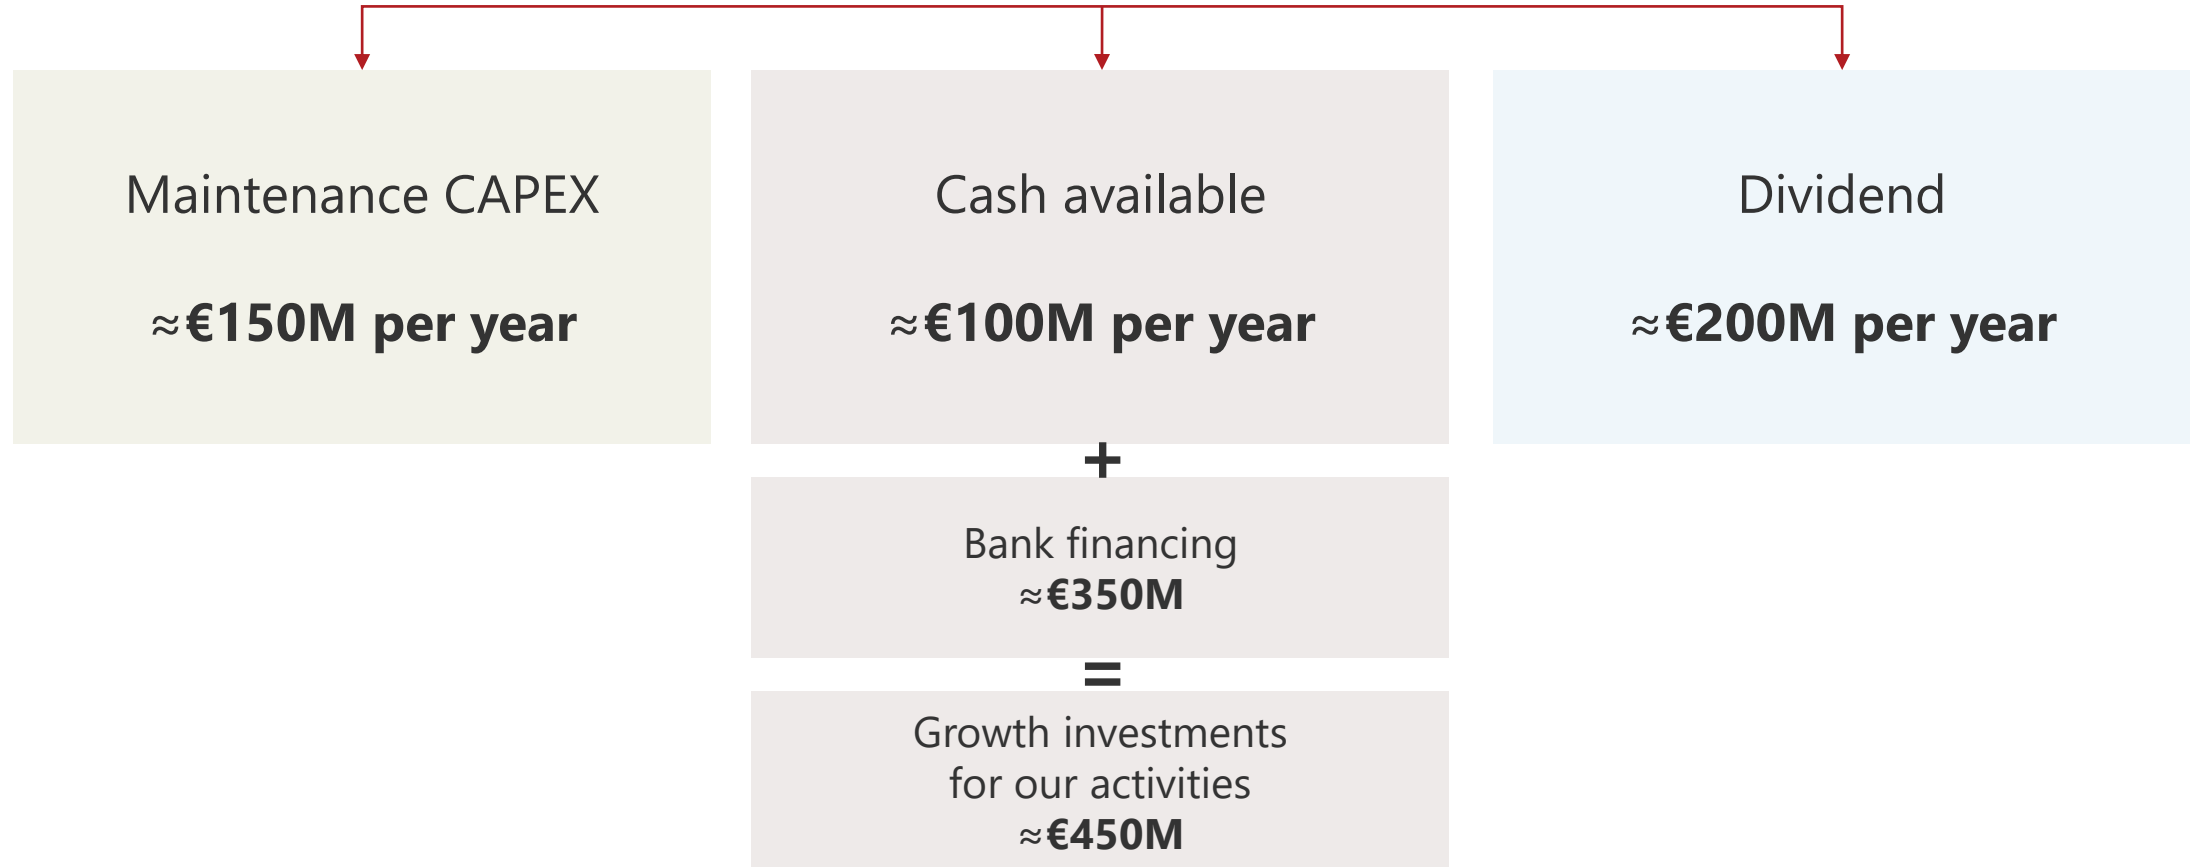 Maintenance CAPEX
≈€150M per year
Cash available
≈€100M per year
Dividend
≈€200M per year
+
Bank financing
≈€350M
=
Growth investments
for our activities
≈€450M